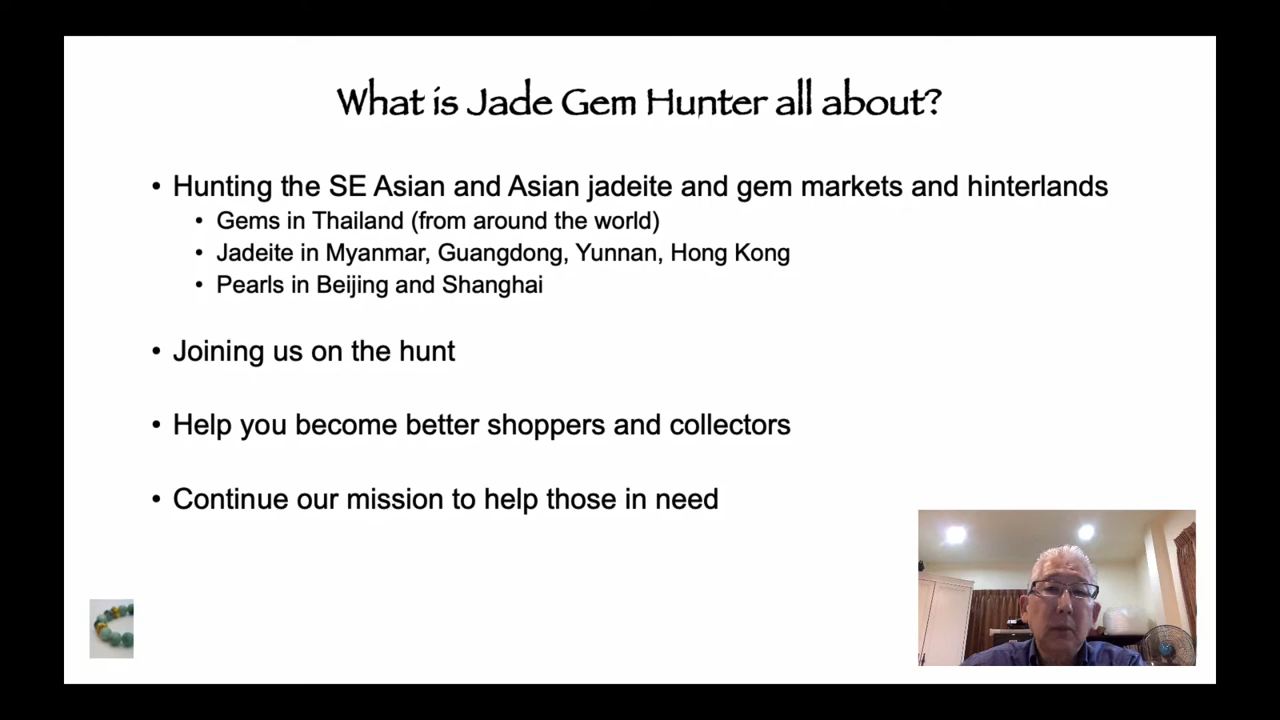 What is Jade Gem Hunter all about?
• Hunting the SE Asian and Asian jadeite and gem markets and hinterlands
• Gems in Thailand (from around the world)
• Jadeite in Myanmar, Guangdong, Yunnan, Hong Kong
• Pearls in Beijing and Shanghai
• Joining us on the hunt
• Help you become better shoppers and collectors
• Continue our mission to help those in need